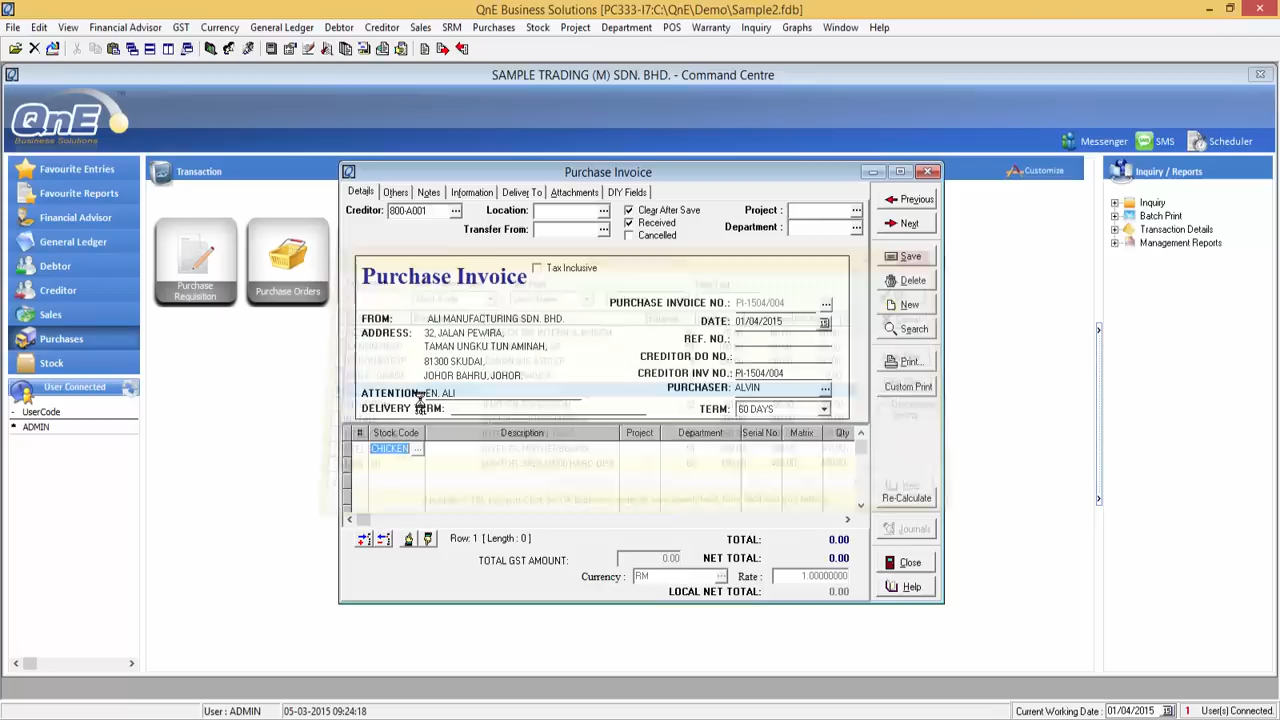 QnE Business Solutions [PC333-I7:C:\QnE\Demo\Sample2.fdb]
File Edit View Financial Advisor GST Currency General Ledger Debtor Creditor Sales SRM Purchases Stock Project Department POS Warranty Inquiry Graphs Window Help
SAMPLE TRADING (M) SDN. BHD. - Command Centre
QnE
Business Solutions
Messenger SMS Scheduler
Favourite Entries
Favourite Reports
Financial Advisor
General Ledger
Debtor
Creditor
Sales
Purchases
Stock
User Connected
UserCode
ADMIN
Transaction
Customize
Purchase Requisition
Purchase Orders
Inquiry / Reports
Inquiry
Batch Print
Transaction Details
Management Reports
Purchase Invoice
Details Others Notes Information Deliver To Attachments DIY Fields
Creditor: 800-A001 Location: Clear After Save Project :
Transfer From: Received Department :
Cancelled
Purchase Invoice Tax Inclusive
PURCHASE INVOICE NO.: PI-1504/004
FROM: ALI MANUFACTURING SDN. BHD. DATE: 01/04/2015
ADDRESS: 32, JALAN PEWIRA, REF. NO.:
TAMAN UNGKU TUN AMINAH, CREDITOR DO NO.:
81300 SKUDAI, CREDITOR INV NO.: PI-1504/004
JOHOR BAHRU, JOHOR. PURCHASER: ALVIN
ATTENTION: EN. ALI
DELIVERY TERM: TERM: 60 DAYS
# Stock Code Description Project Department Serial No. Matrix Qty
CHICKEN
Row: 1 [ Length : 0 ] TOTAL: 0.00
TOTAL GST AMOUNT: 0.00 NET TOTAL: 0.00
Currency : RM Rate : 1.00000000
LOCAL NET TOTAL: 0.00
Previous
Next
Save
Delete
New
Search
Print...
Custom Print
Re-Calculate
Journals
Close
Help
User : ADMIN 05-03-2015 09:24:18 Current Working Date : 01/04/2015 1 User(s) Connected.